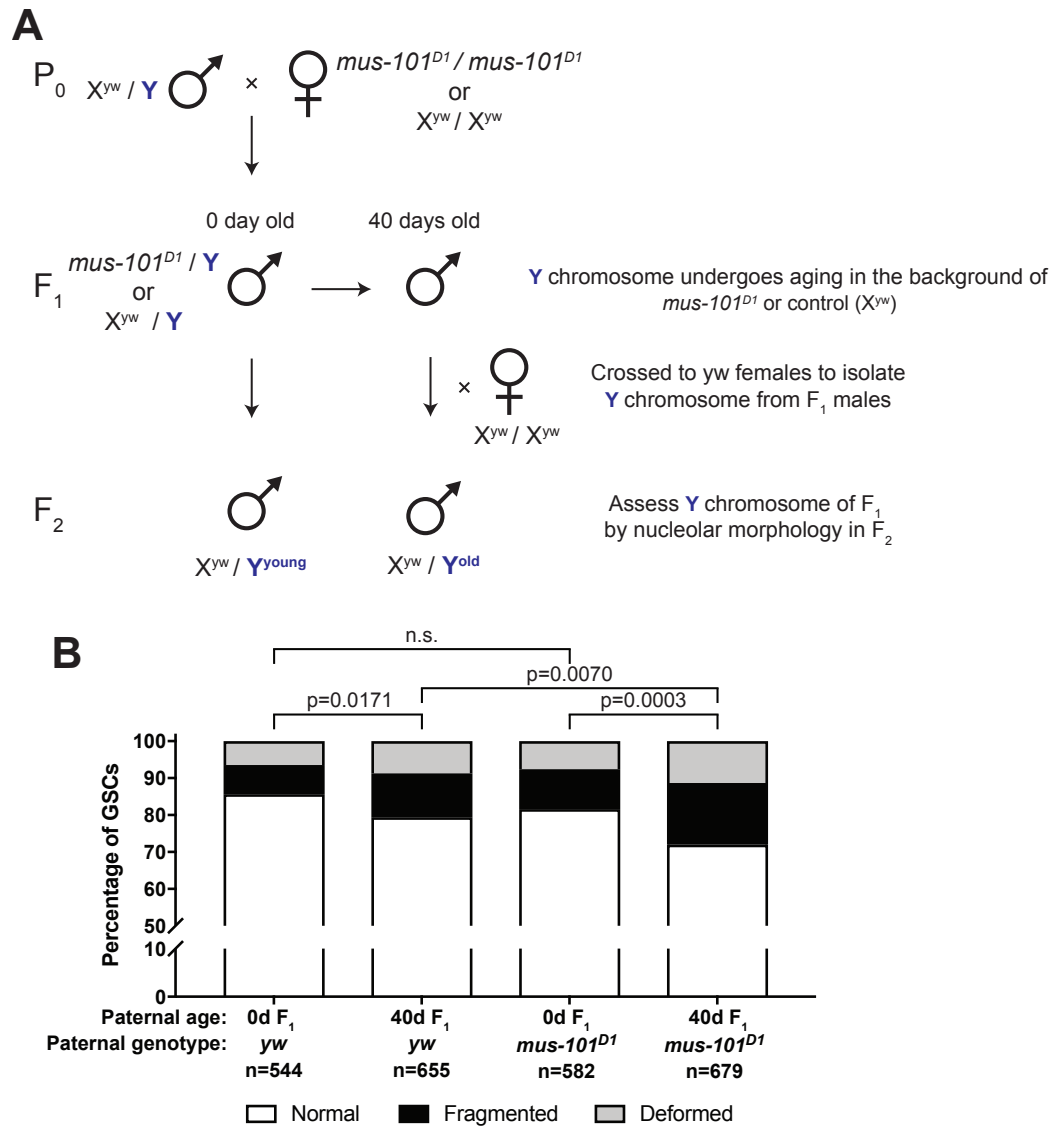 A
P0 Xyw / Y × mus-101D1 / mus-101D1
or
Xyw / Xyw
0 day old 40 days old
F1 mus-101D1 / Y
or
Xyw / Y
Y chromosome undergoes aging in the background of
mus-101D1 or control (Xyw)
× Xyw / Xyw
Crossed to yw females to isolate
Y chromosome from F1 males
F2
Assess Y chromosome of F1
by nucleolar morphology in F2
Xyw / Yyoung Xyw / Yold
B
n.s.
p=0.0070
p=0.0171 p=0.0003
Percentage of GSCs
100
90
80
70
60
50
10
0
Paternal age: 0d F1 40d F1 0d F1 40d F1
Paternal genotype: yw yw mus-101D1 mus-101D1
n=544 n=655 n=582 n=679
Normal Fragmented Deformed